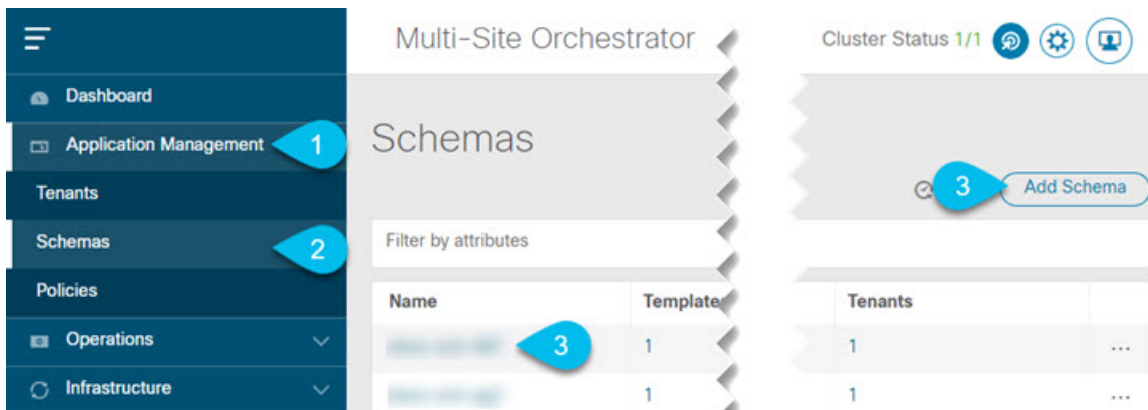 Multi-Site Orchestrator
Cluster Status 1/1
Dashboard
Application Management 1
Tenants
Schemas 2
Policies
Operations
Infrastructure
Schemas
3 Add Schema
Filter by attributes
Name Templates Tenants
3 1 1 ...
1 1 ...